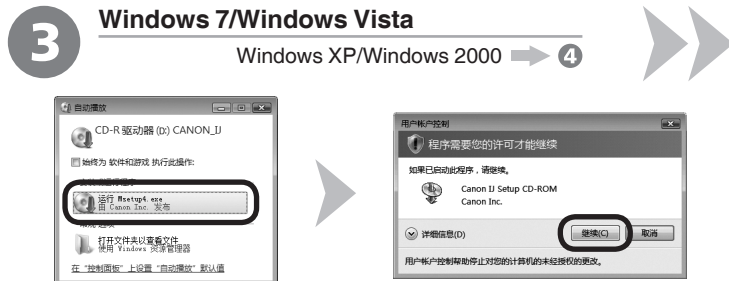 3
Windows 7/Windows Vista
Windows XP/Windows 2000 4
自动播放
CD-R 驱动器 (D:) CANON_IJ
始终为 软件和游戏 执行此操作:
运行 Msetup4.exe
由 Canon Inc. 发布
打开文件夹以查看文件
使用 Windows 资源管理器
在 "控制面板" 上设置 "自动播放" 默认值
用户帐户控制
程序需要您的许可才能继续
如果已启动此程序，请继续。
Canon IJ Setup CD-ROM
Canon Inc.
详细信息(D)
继续(C)
取消
用户帐户控制帮助停止对您的计算机的未经授权的更改。